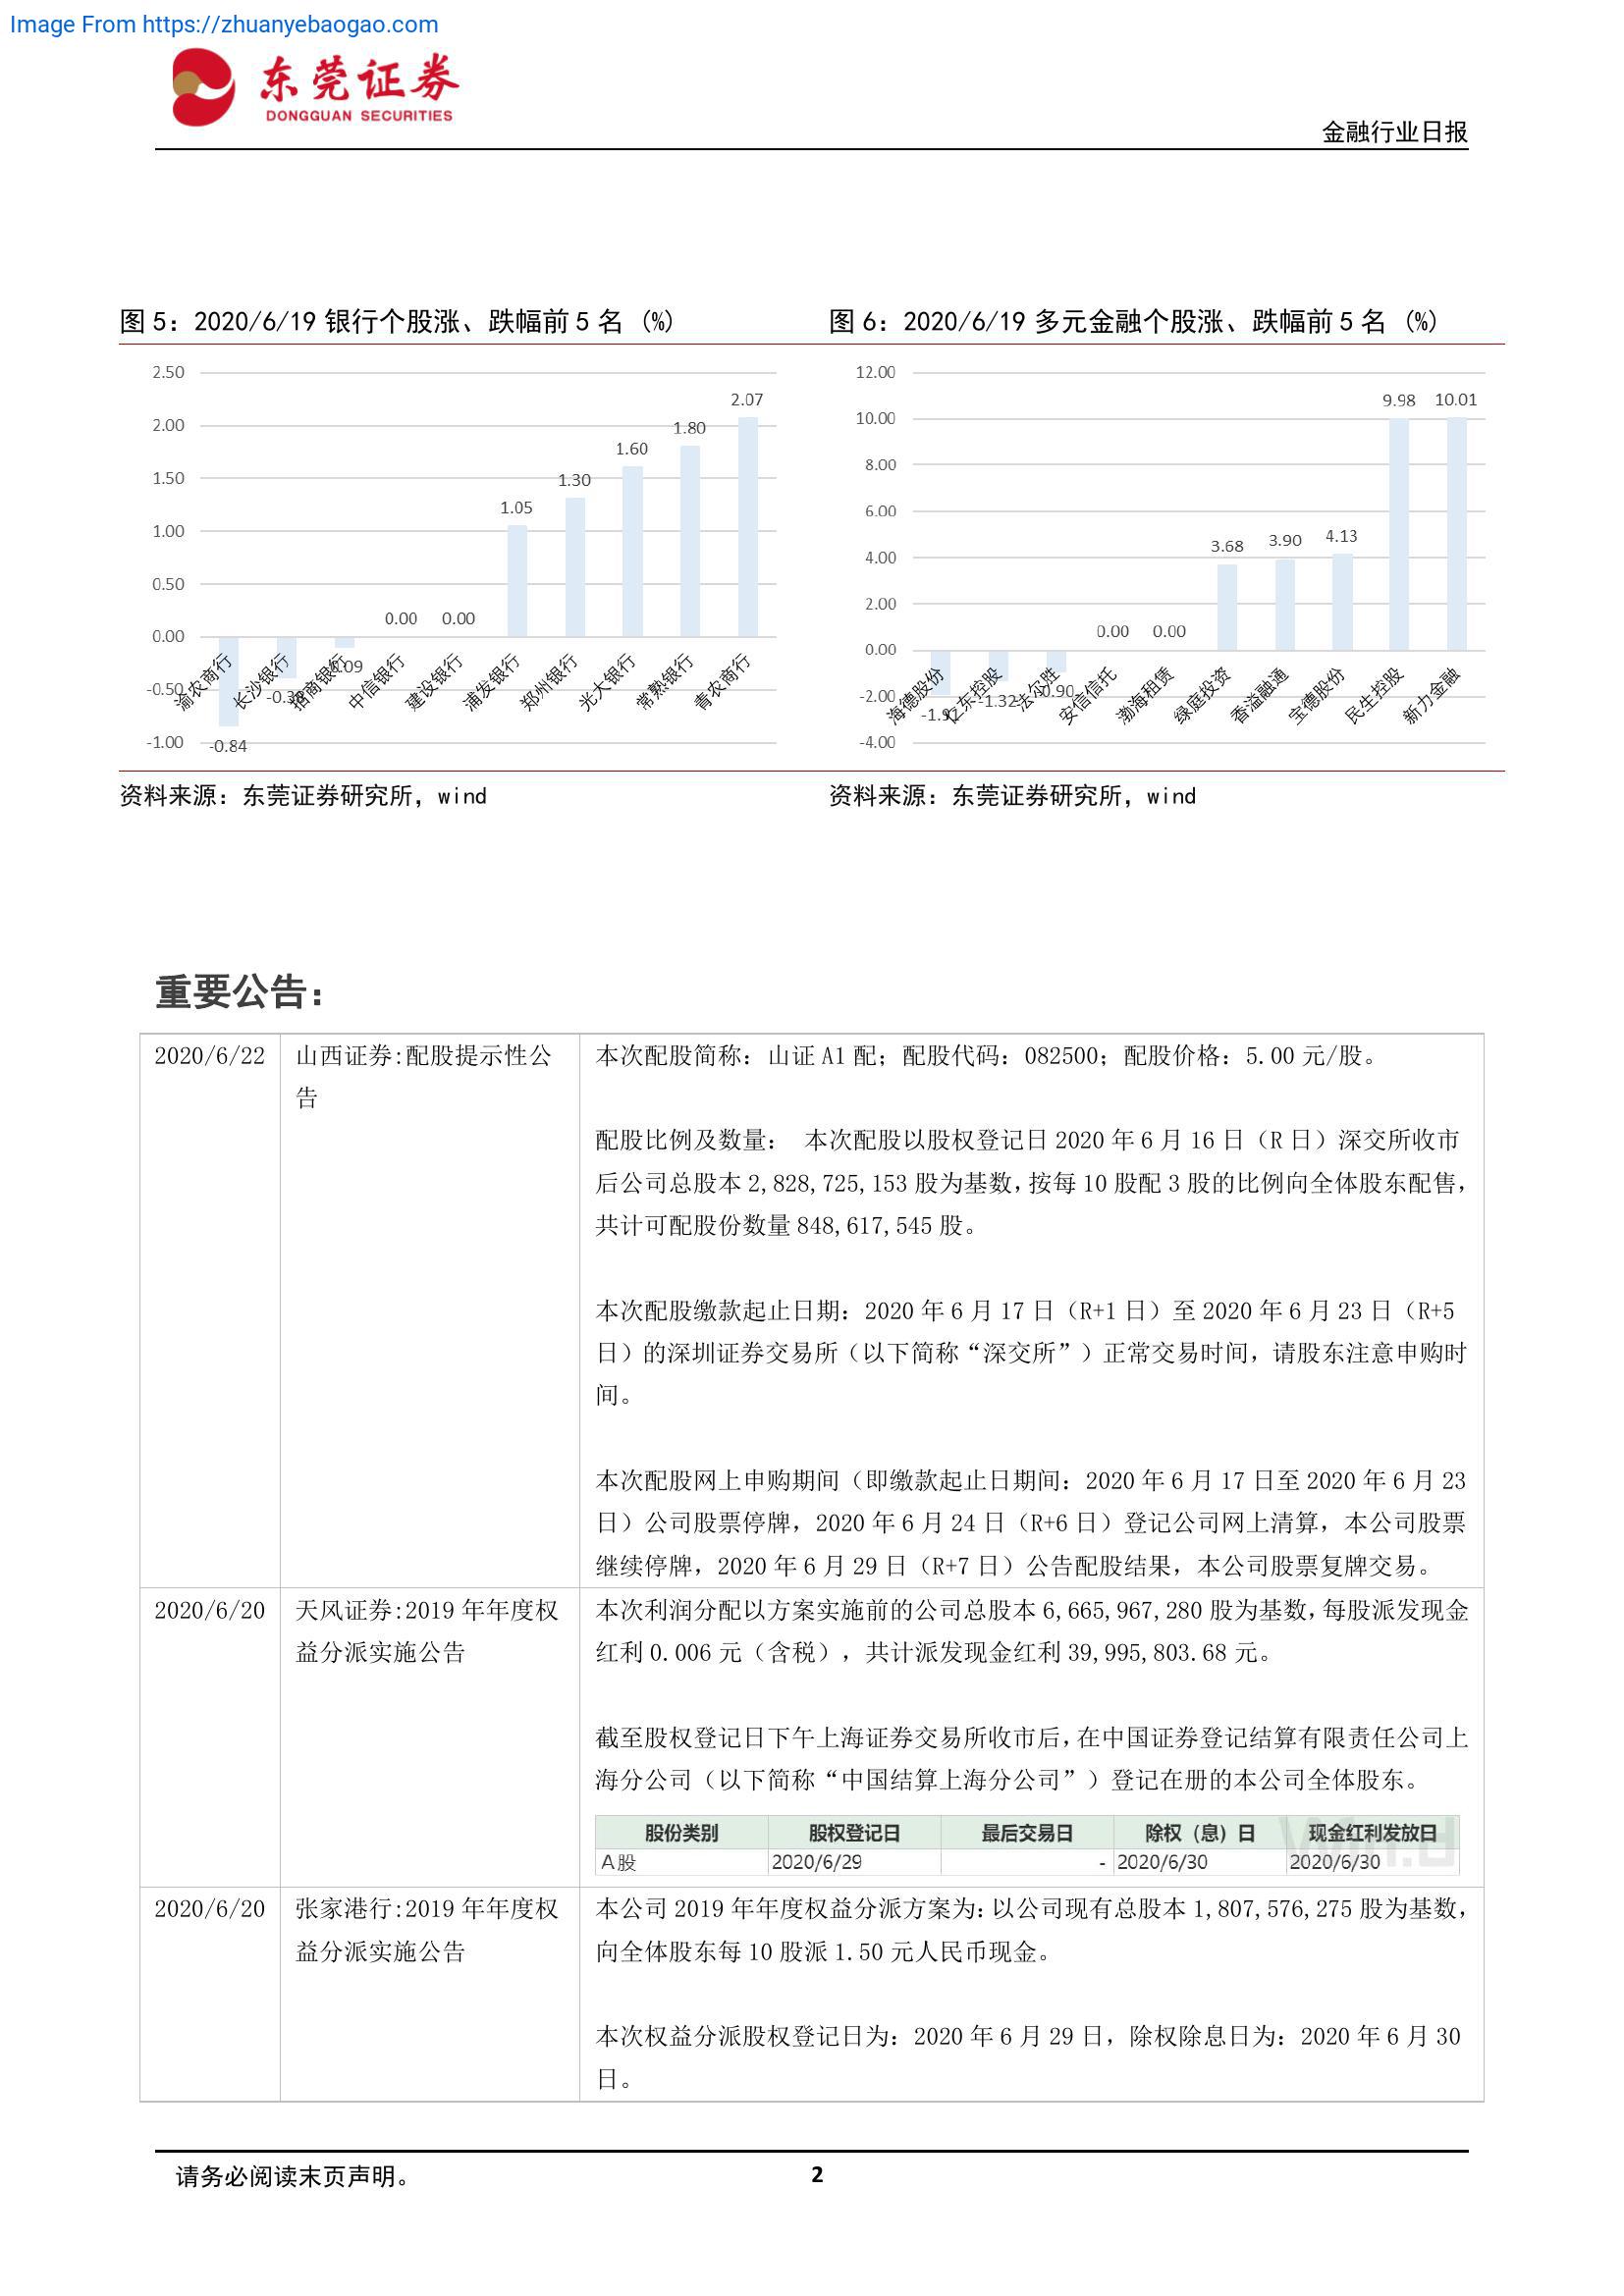 Image From https://zhuanyebaogao.com
东莞证券
DONGGUAN SECURITIES
金融行业日报
图 5：2020/6/19 银行个股涨、跌幅前 5 名（%）
2.50
2.00
1.50
1.00
0.50
0.00
-0.50
-1.00
-0.84
0.00
0.00
1.05
1.30
1.60
1.80
2.07
渝农商行
长沙银行
招商银行
中信银行
建设银行
浦发银行
郑州银行
光大银行
常熟银行
青农商行
资料来源：东莞证券研究所，wind
图 6：2020/6/19 多元金融个股涨、跌幅前 5 名（%）
12.00
10.00
8.00
6.00
4.00
2.00
0.00
-2.00
-4.00
-1.32
-0.90
0.00
0.00
3.68
3.90
4.13
9.98
10.01
海德股份
仁东控股
法尔胜
安信信托
渤海租赁
绿庭投资
香溢融通
宝德股份
民生控股
新力金融
资料来源：东莞证券研究所，wind
重要公告：
2020/6/22
山西证券:配股提示性公
告
本次配股简称：山证 A1 配；配股代码：082500；配股价格：5.00 元/股。
配股比例及数量： 本次配股以股权登记日 2020 年 6 月 16 日（R 日）深交所收市
后公司总股本 2,828,725,153 股为基数，按每 10 股配 3 股的比例向全体股东配售，
共计可配股份数量 848,617,545 股。
本次配股缴款起止日期：2020 年 6 月 17 日（R+1 日）至 2020 年 6 月 23 日（R+5
日）的深圳证券交易所（以下简称“深交所”）正常交易时间，请股东注意申购时
间。
本次配股网上申购期间（即缴款起止日期间：2020 年 6 月 17 日至 2020 年 6 月 23
日）公司股票停牌，2020 年 6 月 24 日（R+6 日）登记公司网上清算，本公司股票
继续停牌，2020 年 6 月 29 日（R+7 日）公告配股结果，本公司股票复牌交易。
2020/6/20
天风证券:2019 年年度权
益分派实施公告
本次利润分配以方案实施前的公司总股本 6,665,967,280 股为基数，每股派发现金
红利 0.006 元（含税），共计派发现金红利 39,995,803.68 元。
截至股权登记日下午上海证券交易所收市后，在中国证券登记结算有限责任公司上
海分公司（以下简称“中国结算上海分公司”）登记在册的本公司全体股东。
股份类别 股权登记日 最后交易日 除权（息）日 现金红利发放日
A股 2020/6/29 - 2020/6/30 2020/6/30
2020/6/20
张家港行:2019 年年度权
益分派实施公告
本公司 2019 年年度权益分派方案为：以公司现有总股本 1,807,576,275 股为基数，
向全体股东每 10 股派 1.50 元人民币现金。
本次权益分派股权登记日为：2020 年 6 月 29 日，除权除息日为：2020 年 6 月 30
日。
请务必阅读末页声明。
2